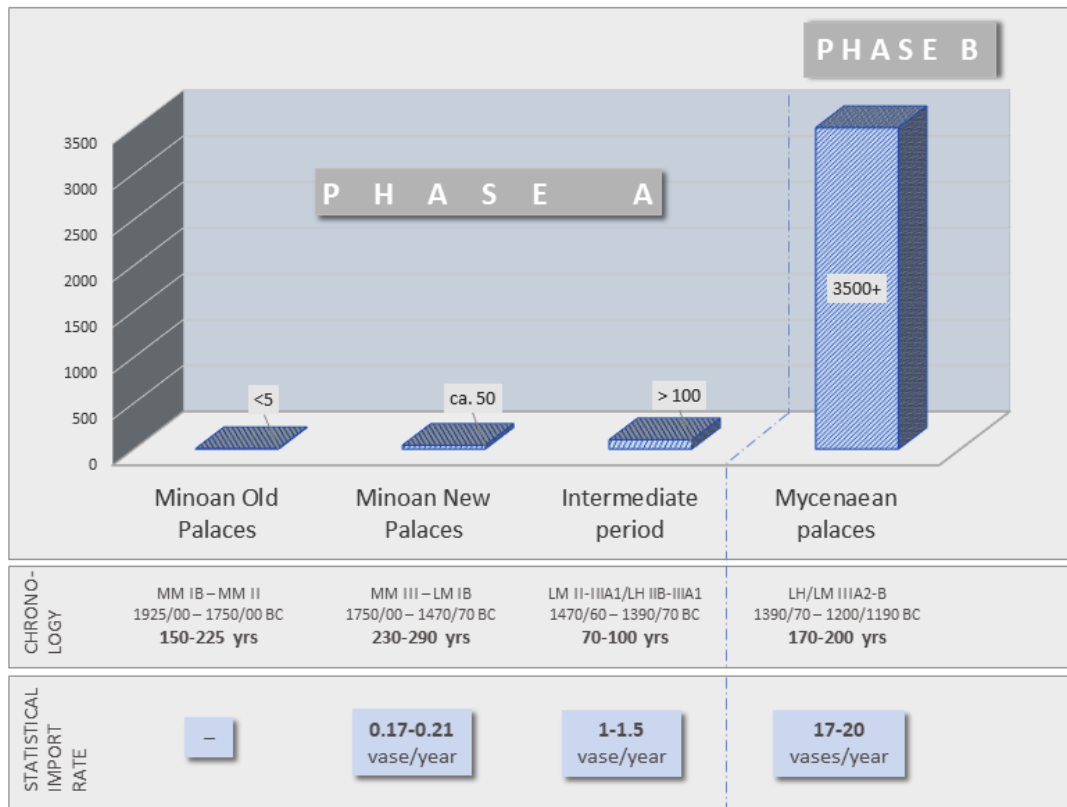 PHASE B
PHASE A
3500
3000
2500
2000
1500
1000
500
0
<5
ca. 50
> 100
3500+
Minoan Old
Palaces
Minoan New
Palaces
Intermediate
period
Mycenaean
palaces
CHRONO-
LOGY
MM IB – MM II
1925/00 – 1750/00 BC
150-225 yrs
MM III – LM IB
1750/00 – 1470/70 BC
230-290 yrs
LM II-IIIA1/LH IIB-IIIA1
1470/60 – 1390/70 BC
70-100 yrs
LH/LM IIIA2-B
1390/70 – 1200/1190 BC
170-200 yrs
STATISTICAL
IMPORT
RATE
–
0.17-0.21
vase/year
1-1.5
vase/year
17-20
vases/year